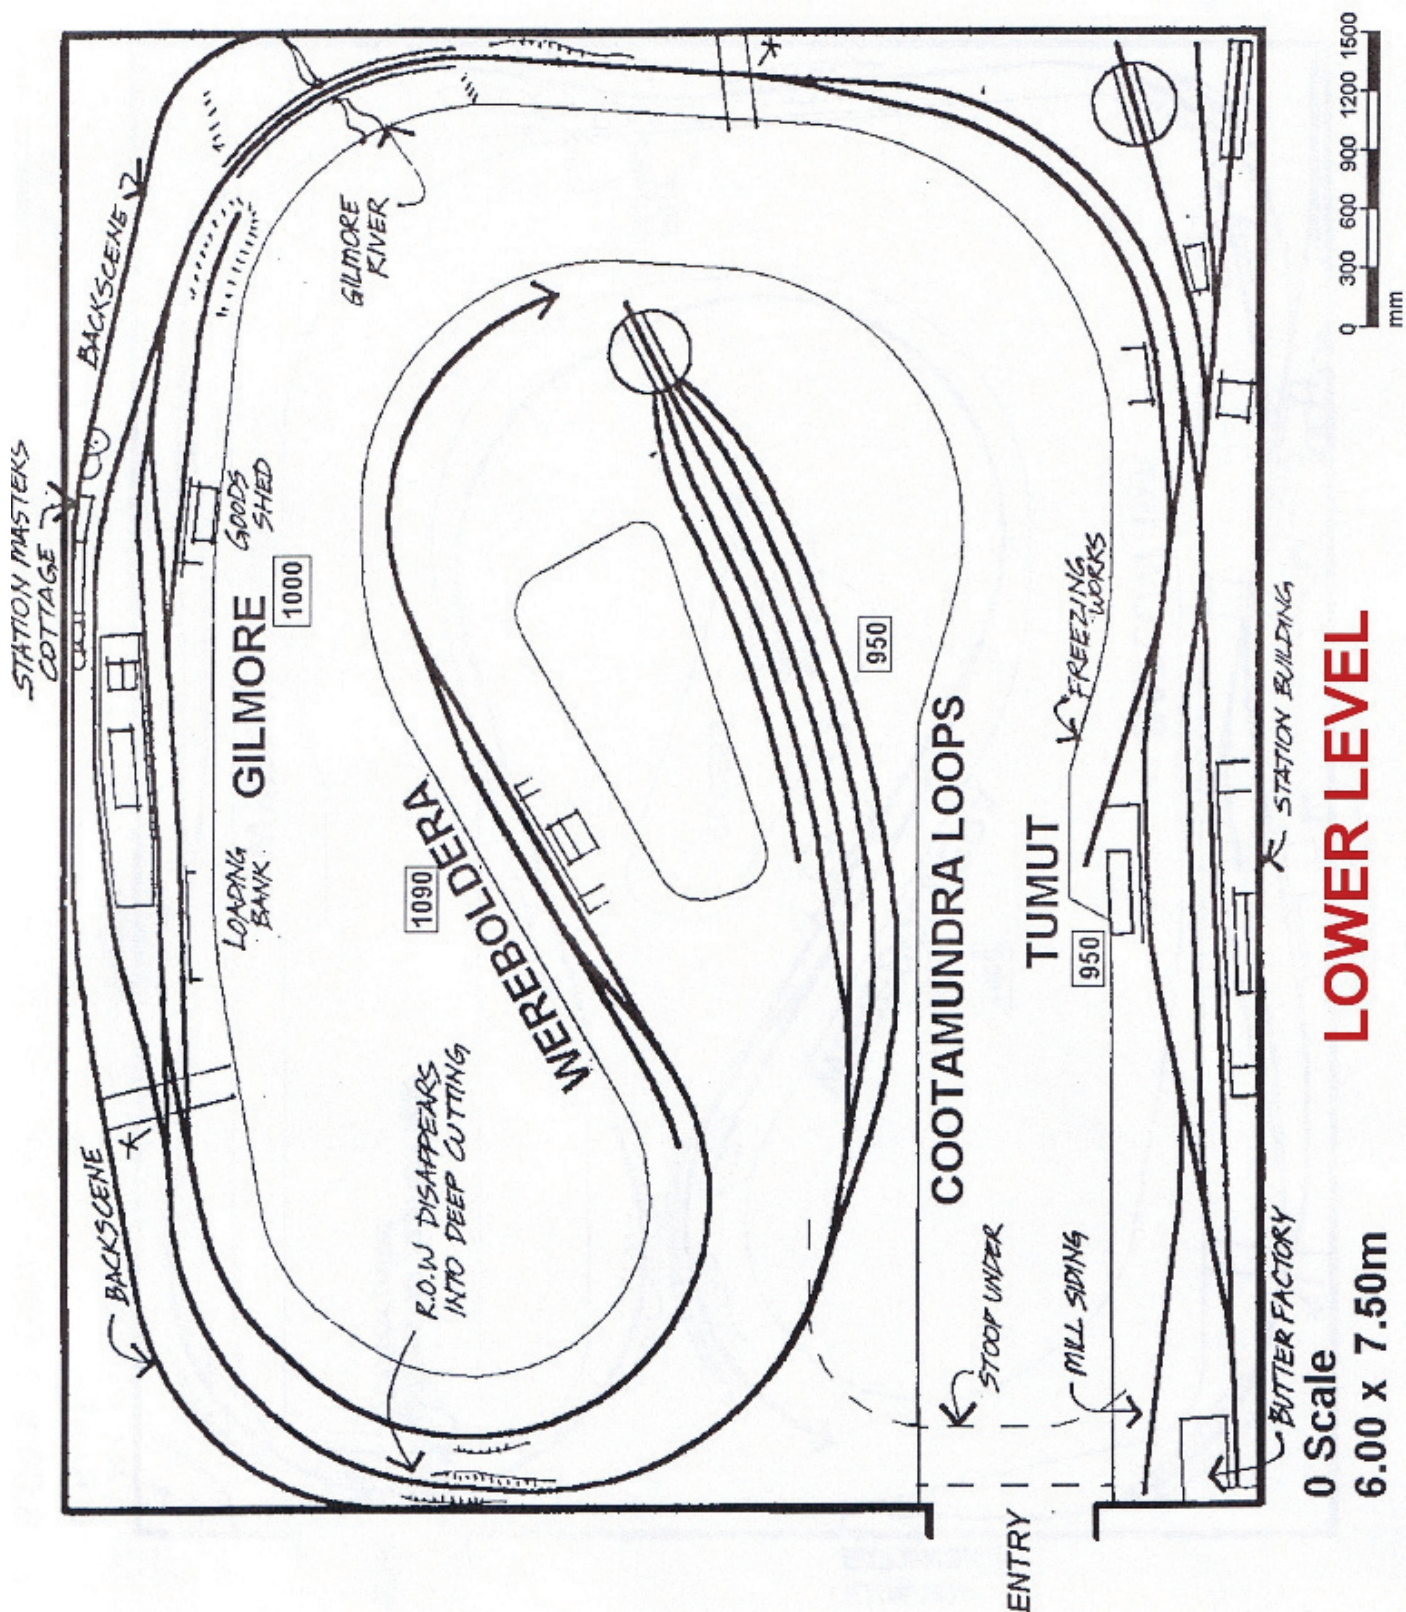 STATION MASTERS
COTTAGE
BACKSCENE
BACKSCENE
GILMORE
RIVER
GOODS
SHED
GILMORE
1000
LOADING
BANK.
WEREBOLDERA
1090
R.O.W DISAPPEARS
INTO DEEP CUTTING
950
COOTAMUNDRA LOOPS
STOOP UNDER
ENTRY
FREEZING
WORKS
TUMUT
950
MILL SIDING
STATION BUILDING
BUTTER FACTORY
LOWER LEVEL
0 Scale
6.00 x 7.50m
0 300 600 900 1200 1500
mm